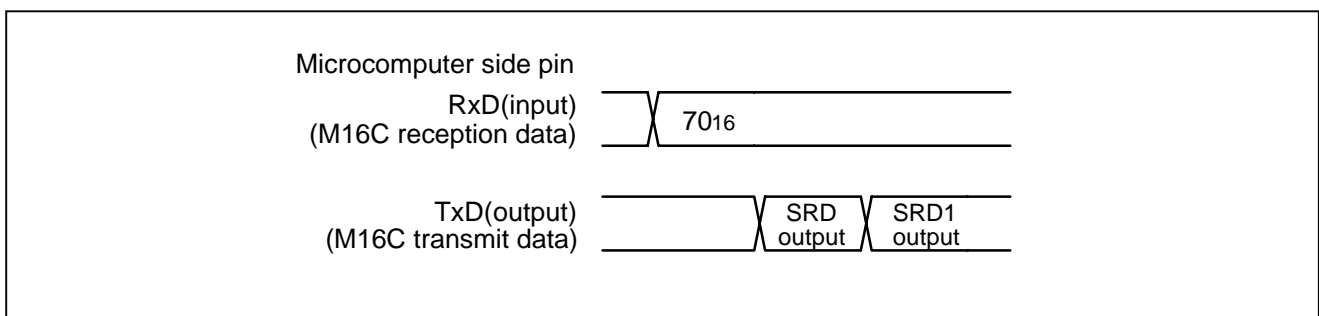 Microcomputer side pin
RxD(input)
(M16C reception data)
7016
TxD(output)
(M16C transmit data)
SRD
output
SRD1
output